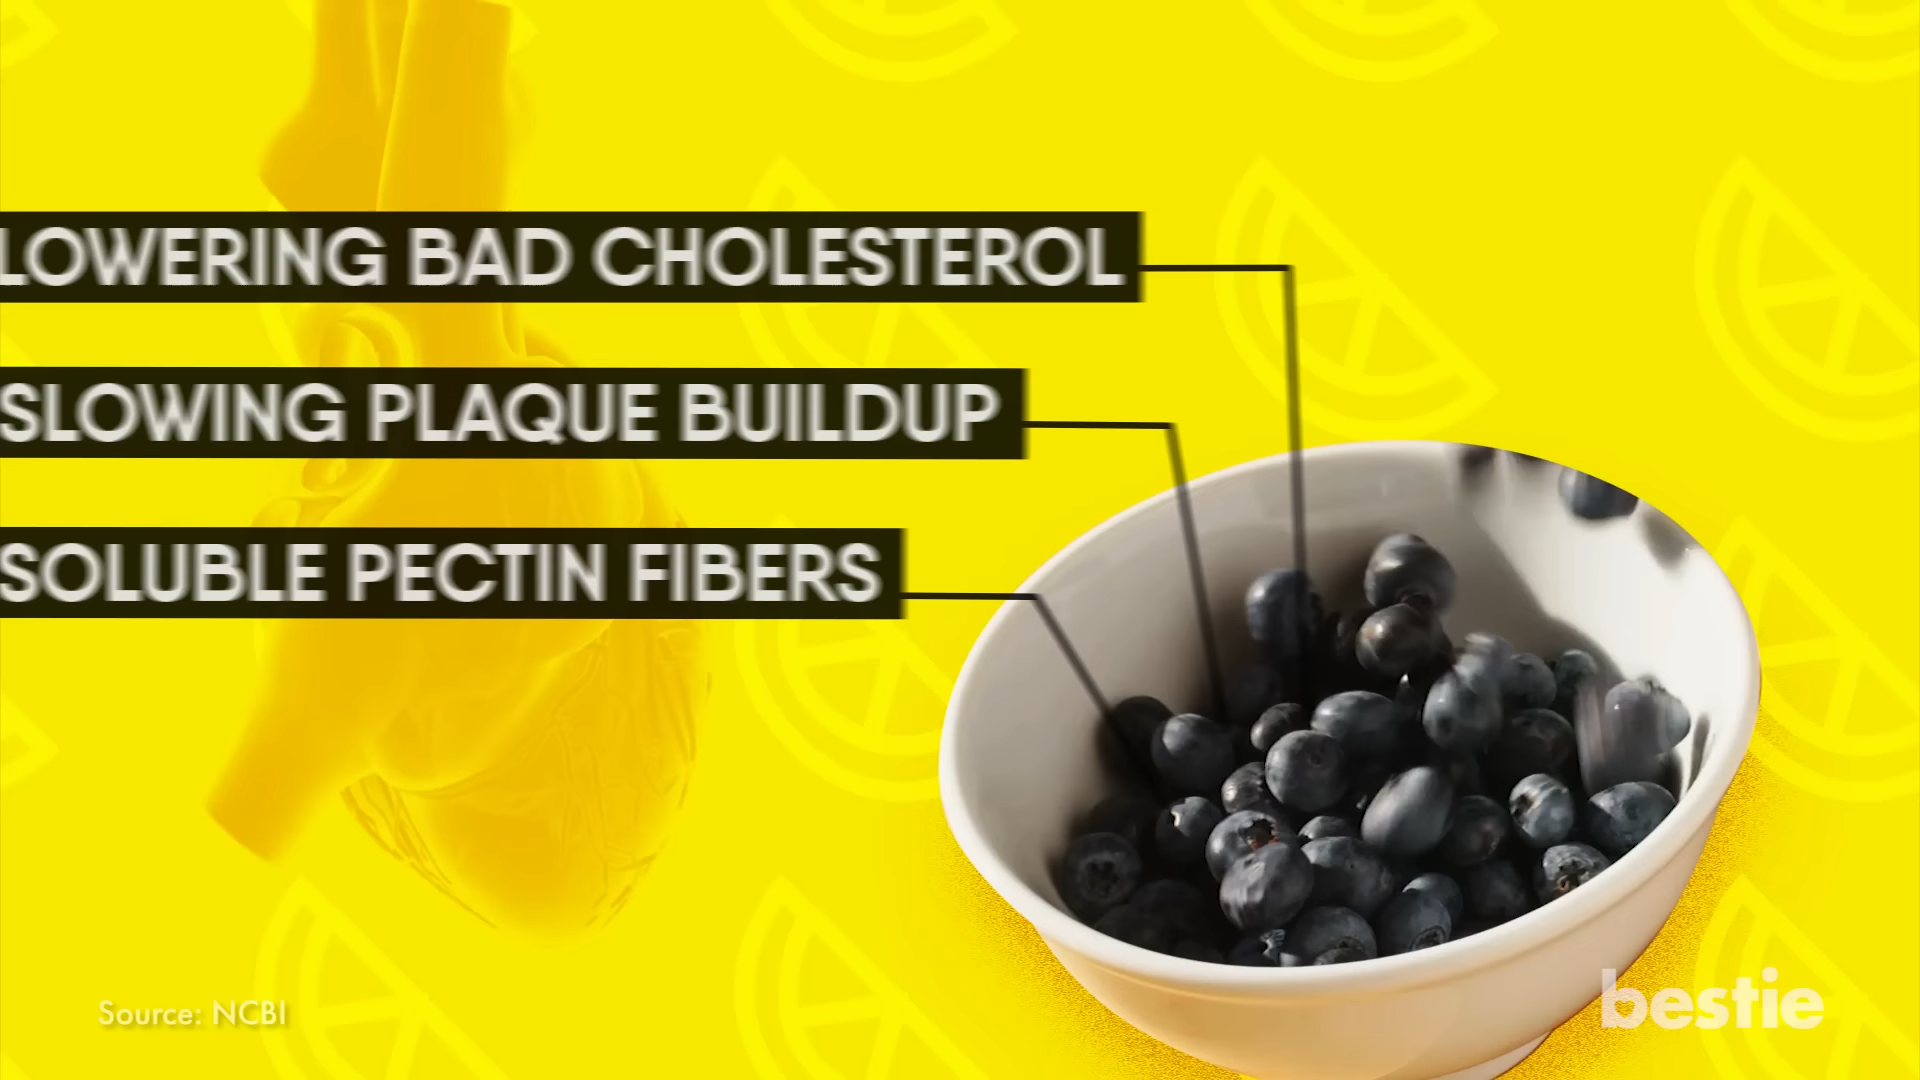 LOWERING BAD CHOLESTEROL
SLOWING PLAQUE BUILDUP
SOLUBLE PECTIN FIBERS
Source: NCBI
bestie